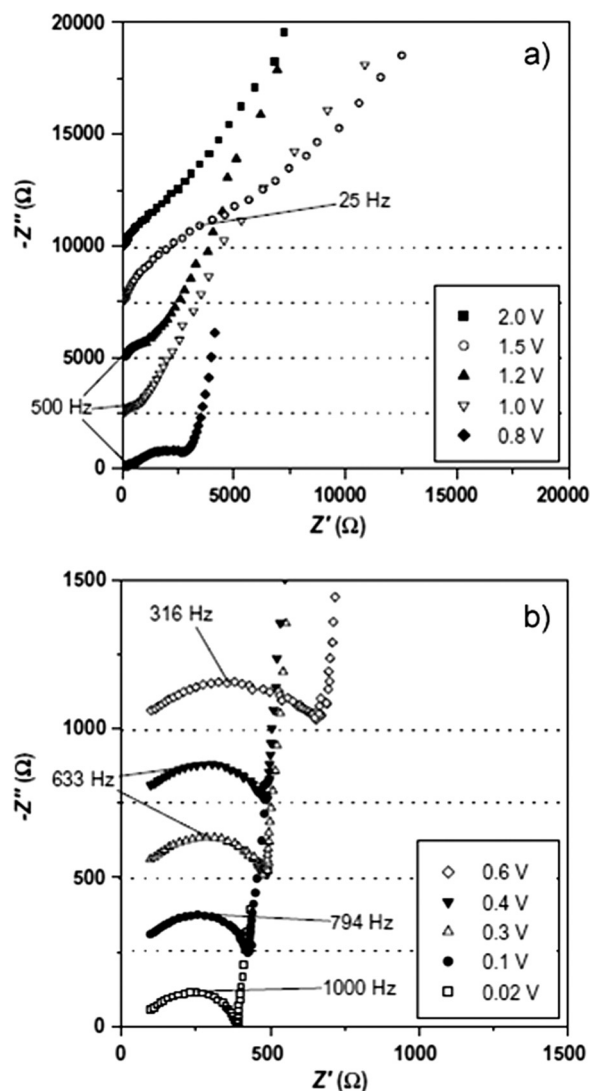 20000
a)
15000
25 Hz
10000
-Z'' (Ω)
5000
500 Hz
0
■ 2.0 V
○ 1.5 V
▲ 1.2 V
▽ 1.0 V
◆ 0.8 V
0 5000 10000 15000 20000
Z' (Ω)
1500
b)
316 Hz
1000
633 Hz
-Z'' (Ω)
500
794 Hz
1000 Hz
0
◇ 0.6 V
▼ 0.4 V
△ 0.3 V
● 0.1 V
□ 0.02 V
0 500 1000 1500
Z' (Ω)